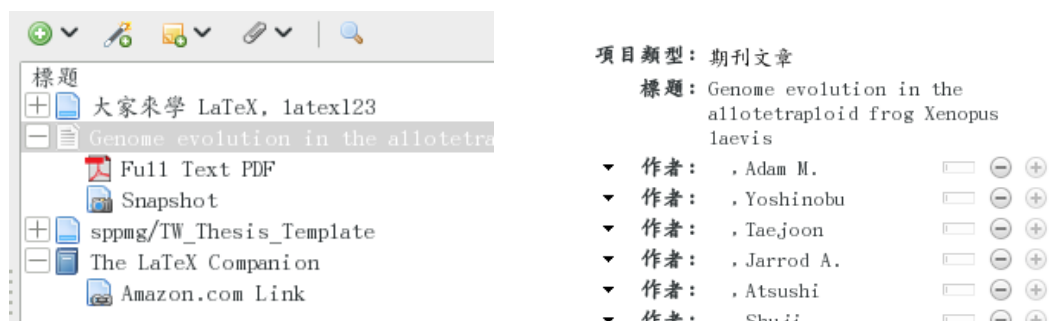 標題
大家來學 LaTeX, latex123
Genome evolution in the allotetra
Full Text PDF
Snapshot
sppmg/TW_Thesis_Template
The LaTeX Companion
Amazon.com Link
項目類型: 期刊文章
標題: Genome evolution in the
allotetraploid frog Xenopus
laevis
作者: , Adam M.
作者: , Yoshinobu
作者: , Taejoon
作者: , Jarrod A.
作者: , Atsushi
作者: , Shuji